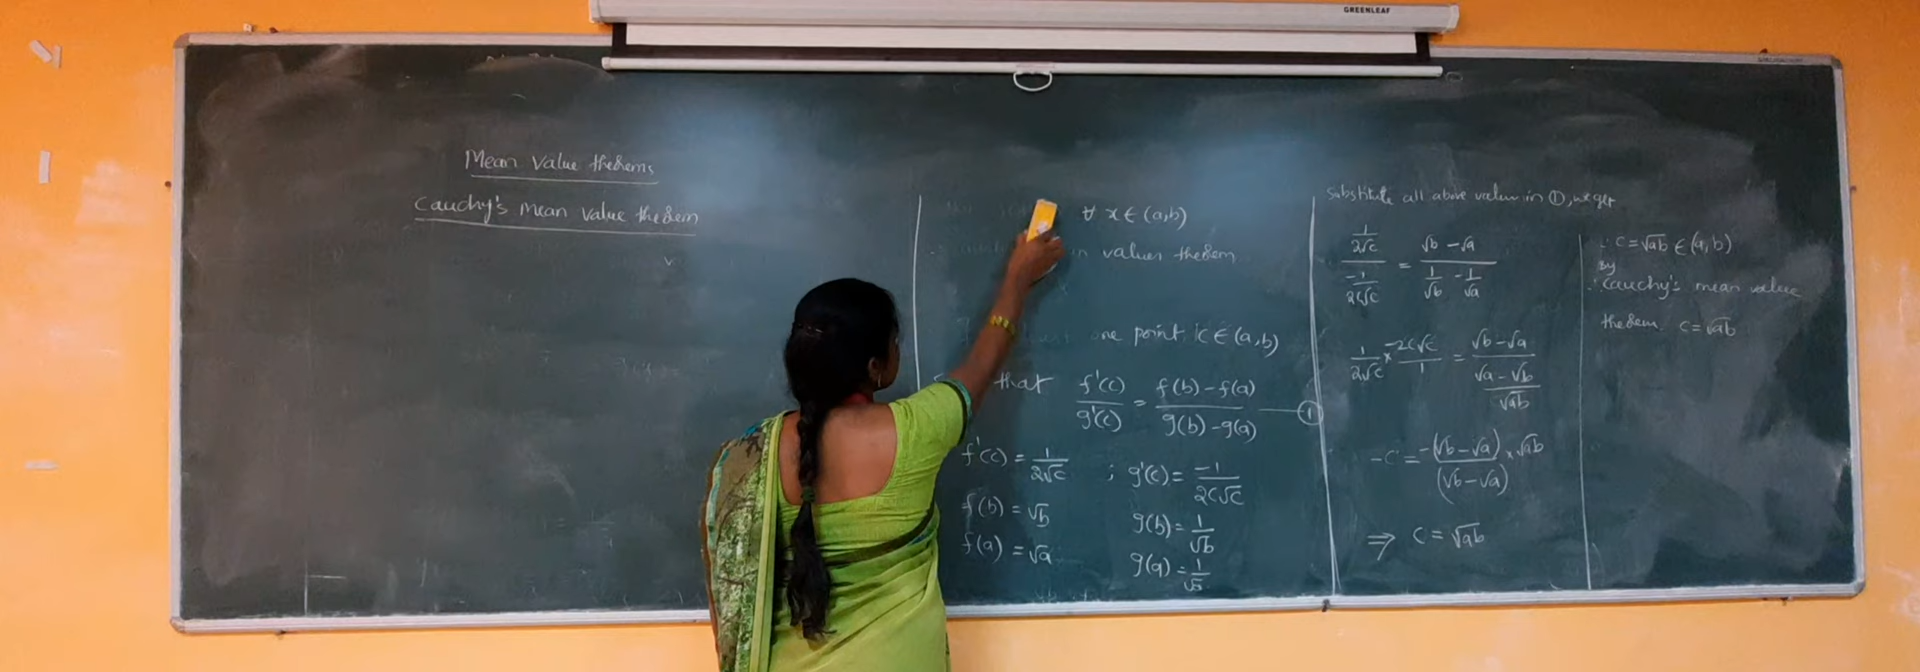 GREENLEAF
Mean Value theorems
Cauchy's Mean Value theorem
∀ x ∈ (a,b)
values theorem
one point c ∈ (a,b)
that f'(c)/g'(c) = (f(b)-f(a))/(g(b)-g(a)) — ①
f'(c) = 1/(2√c) ; g'(c) = -1/(2c√c)
f(b) = √b g(b) = 1/√b
f(a) = √a g(a) = 1/√a
Substitute all above value in ①, we get
(1/(2√c))/(-1/(2c√c)) = (√b - √a)/(1/√b - 1/√a)
1/(2√c) × (-2c√c)/1 = (√b - √a)/((√a - √b)/√ab)
-c = (-(√b - √a))/((√b - √a)) × √ab
⇒ c = √ab
∴ c = √ab ∈ (a,b)
By
∴ Cauchy's mean value
theorem c = √ab